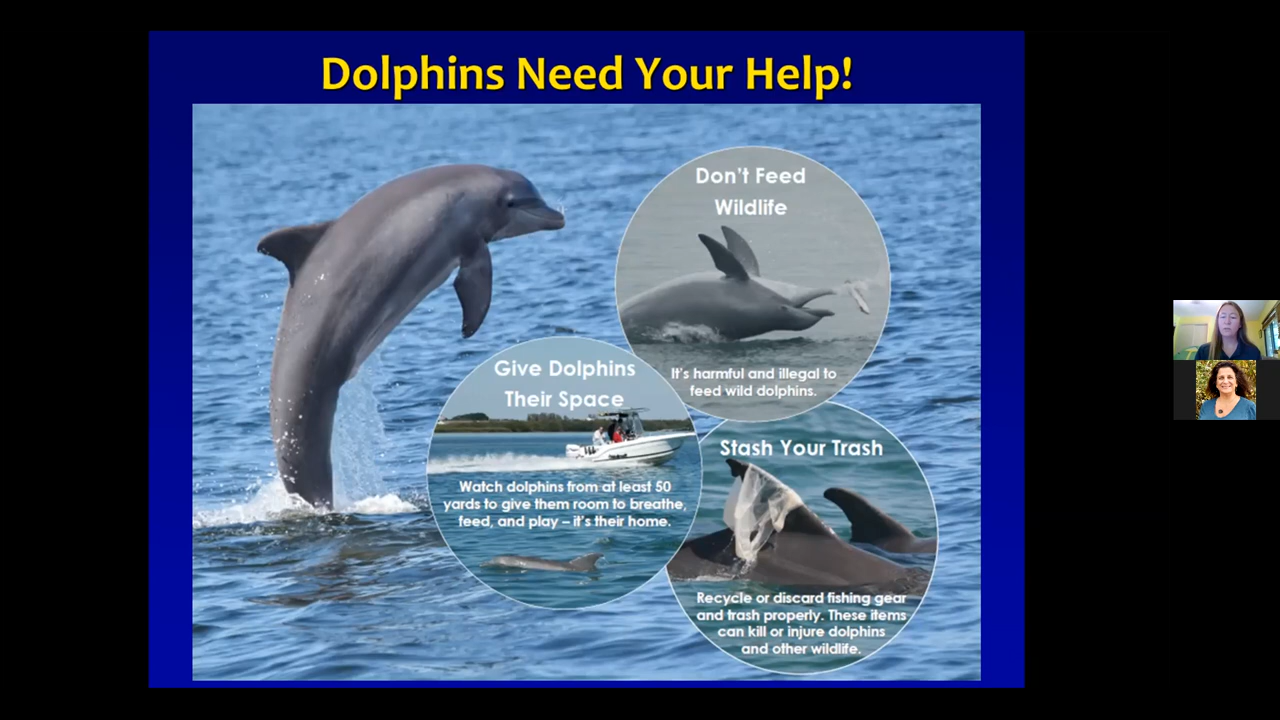 Dolphins Need Your Help!
Don't Feed
Wildlife
It's harmful and illegal to
feed wild dolphins.
Give Dolphins
Their Space
Watch dolphins from at least 50
yards to give them room to breathe,
feed, and play – it's their home.
Stash Your Trash
Recycle or discard fishing gear
and trash properly. These items
can kill or injure dolphins
and other wildlife.